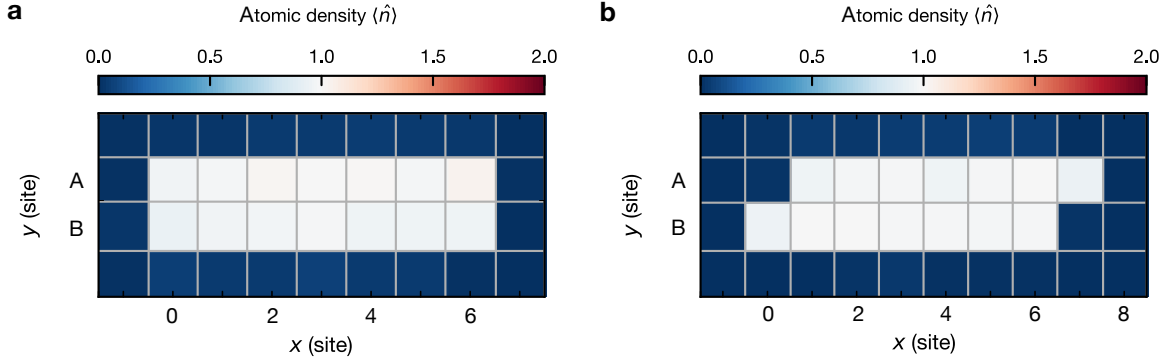 a
Atomic density ⟨n̂⟩
0.0 0.5 1.0 1.5 2.0
y (site)
A
B
0 2 4 6
x (site)
b
Atomic density ⟨n̂⟩
0.0 0.5 1.0 1.5 2.0
y (site)
A
B
0 2 4 6 8
x (site)